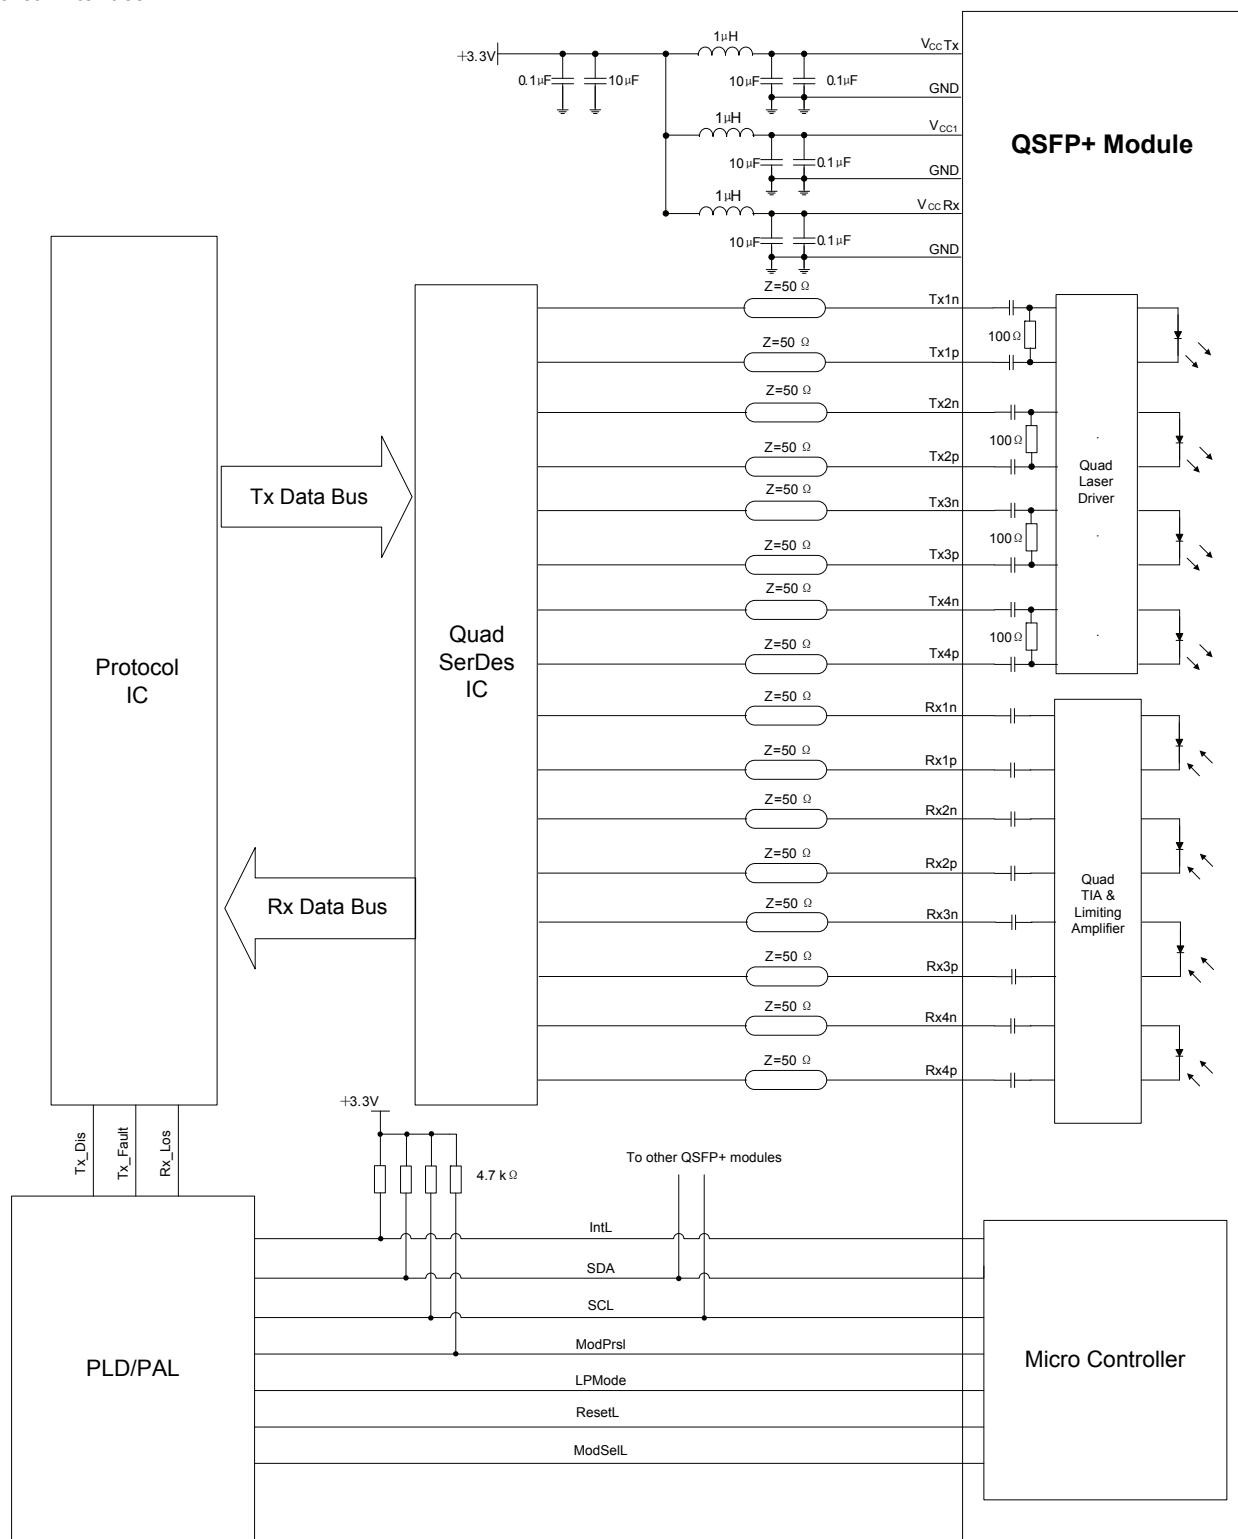 1μH
VCC Tx
+3.3V
0.1μF
10μF
10μF
0.1μF
GND
1μH
VCC1
QSFP+ Module
10μF
0.1μF
GND
1μH
VCC Rx
10μF
0.1μF
GND
Z=50 Ω
Tx1n
100Ω
Z=50 Ω
Tx1p
Z=50 Ω
Tx2n
100Ω
Z=50 Ω
Tx2p
Quad
Laser
Driver
Z=50 Ω
Tx3n
Tx Data Bus
100Ω
Z=50 Ω
Tx3p
Z=50 Ω
Tx4n
100Ω
Quad
SerDes
IC
Z=50 Ω
Tx4p
Protocol
IC
Z=50 Ω
Rx1n
Z=50 Ω
Rx1p
Z=50 Ω
Rx2n
Z=50 Ω
Rx2p
Quad
TIA &
Limiting
Amplifier
Rx Data Bus
Z=50 Ω
Rx3n
Z=50 Ω
Rx3p
Z=50 Ω
Rx4n
Z=50 Ω
Rx4p
+3.3V
Tx_Dis
Tx_Fault
Rx_Los
To other QSFP+ modules
4.7 k Ω
IntL
SDA
SCL
ModPrsl
PLD/PAL
Micro Controller
LPMode
ResetL
ModSelL